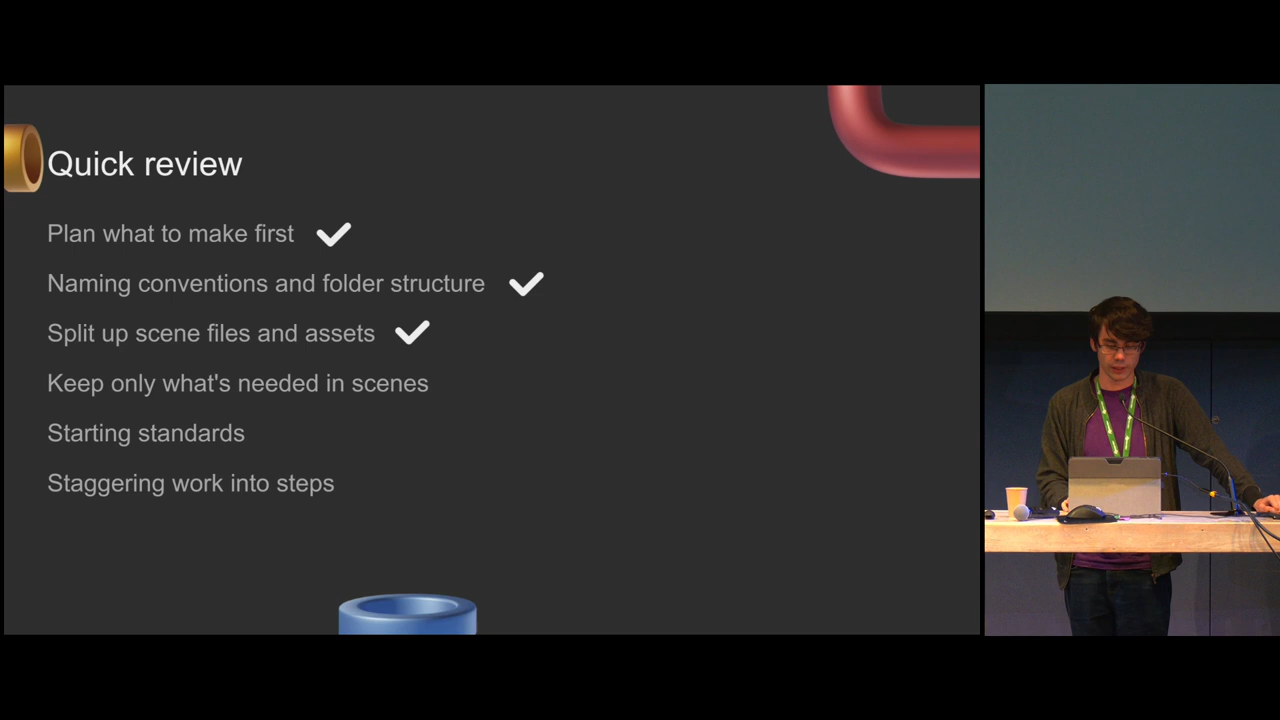 Quick review
Plan what to make first
Naming conventions and folder structure
Split up scene files and assets
Keep only what's needed in scenes
Starting standards
Staggering work into steps